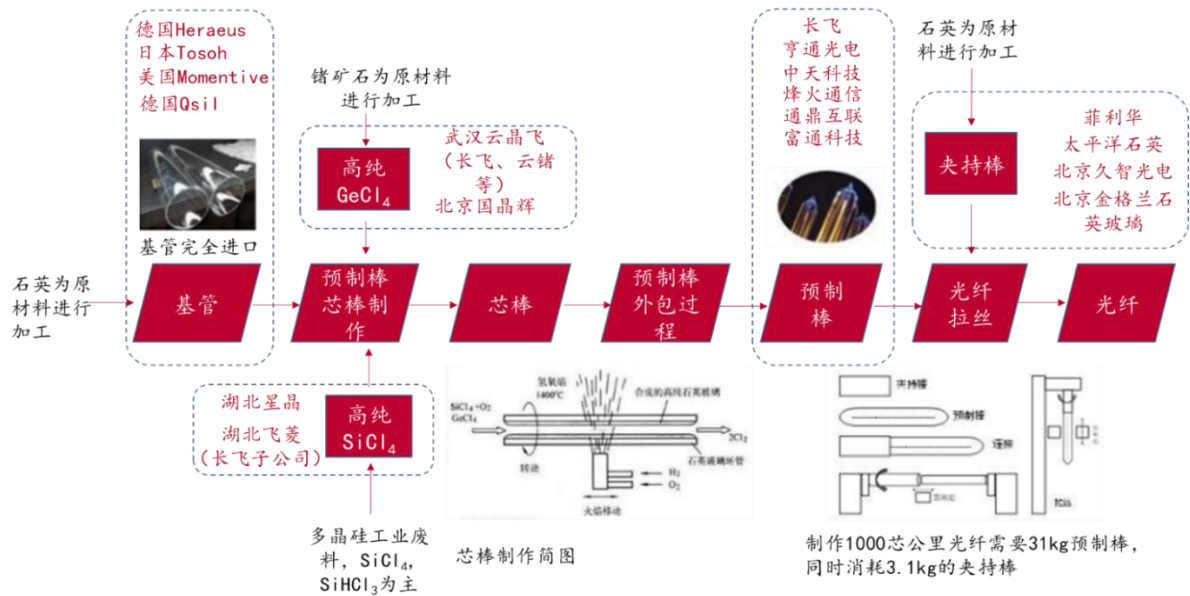 德国Heraeus
日本Tosoh
美国Momentive
德国Qsil
基管完全进口
石英为原
材料进行
加工
基管
锗矿石为原材料
进行加工
高纯
GeCl₄
武汉云晶飞
(长飞、云锗
等)
北京国晶辉
预制棒
芯棒制作
湖北星晶
湖北飞菱
(长飞子公司)
高纯
SiCl₄
多晶硅工业废
料，SiCl₄,
SiHCl₃为主
芯棒
预制棒
外包过
程
长飞
亨通光电
中天科技
烽火通信
通鼎互联
富通科技
预制
棒
石英为原材
料进行加工
夹持棒
菲利华
太平洋石英
北京久智光电
北京金格兰石
英玻璃
光纤
拉丝
光纤
氢氧焰
1400℃
合成的高纯石英玻璃
SiCl₄+O₂
GeCl₄
2Cl₂
转动
石英玻璃坯管
H₂
O₂
火焰移动
芯棒制作简图
夹持棒
预制棒
连接
制作1000芯公里光纤需要31kg预制棒，
同时消耗3.1kg的夹持棒